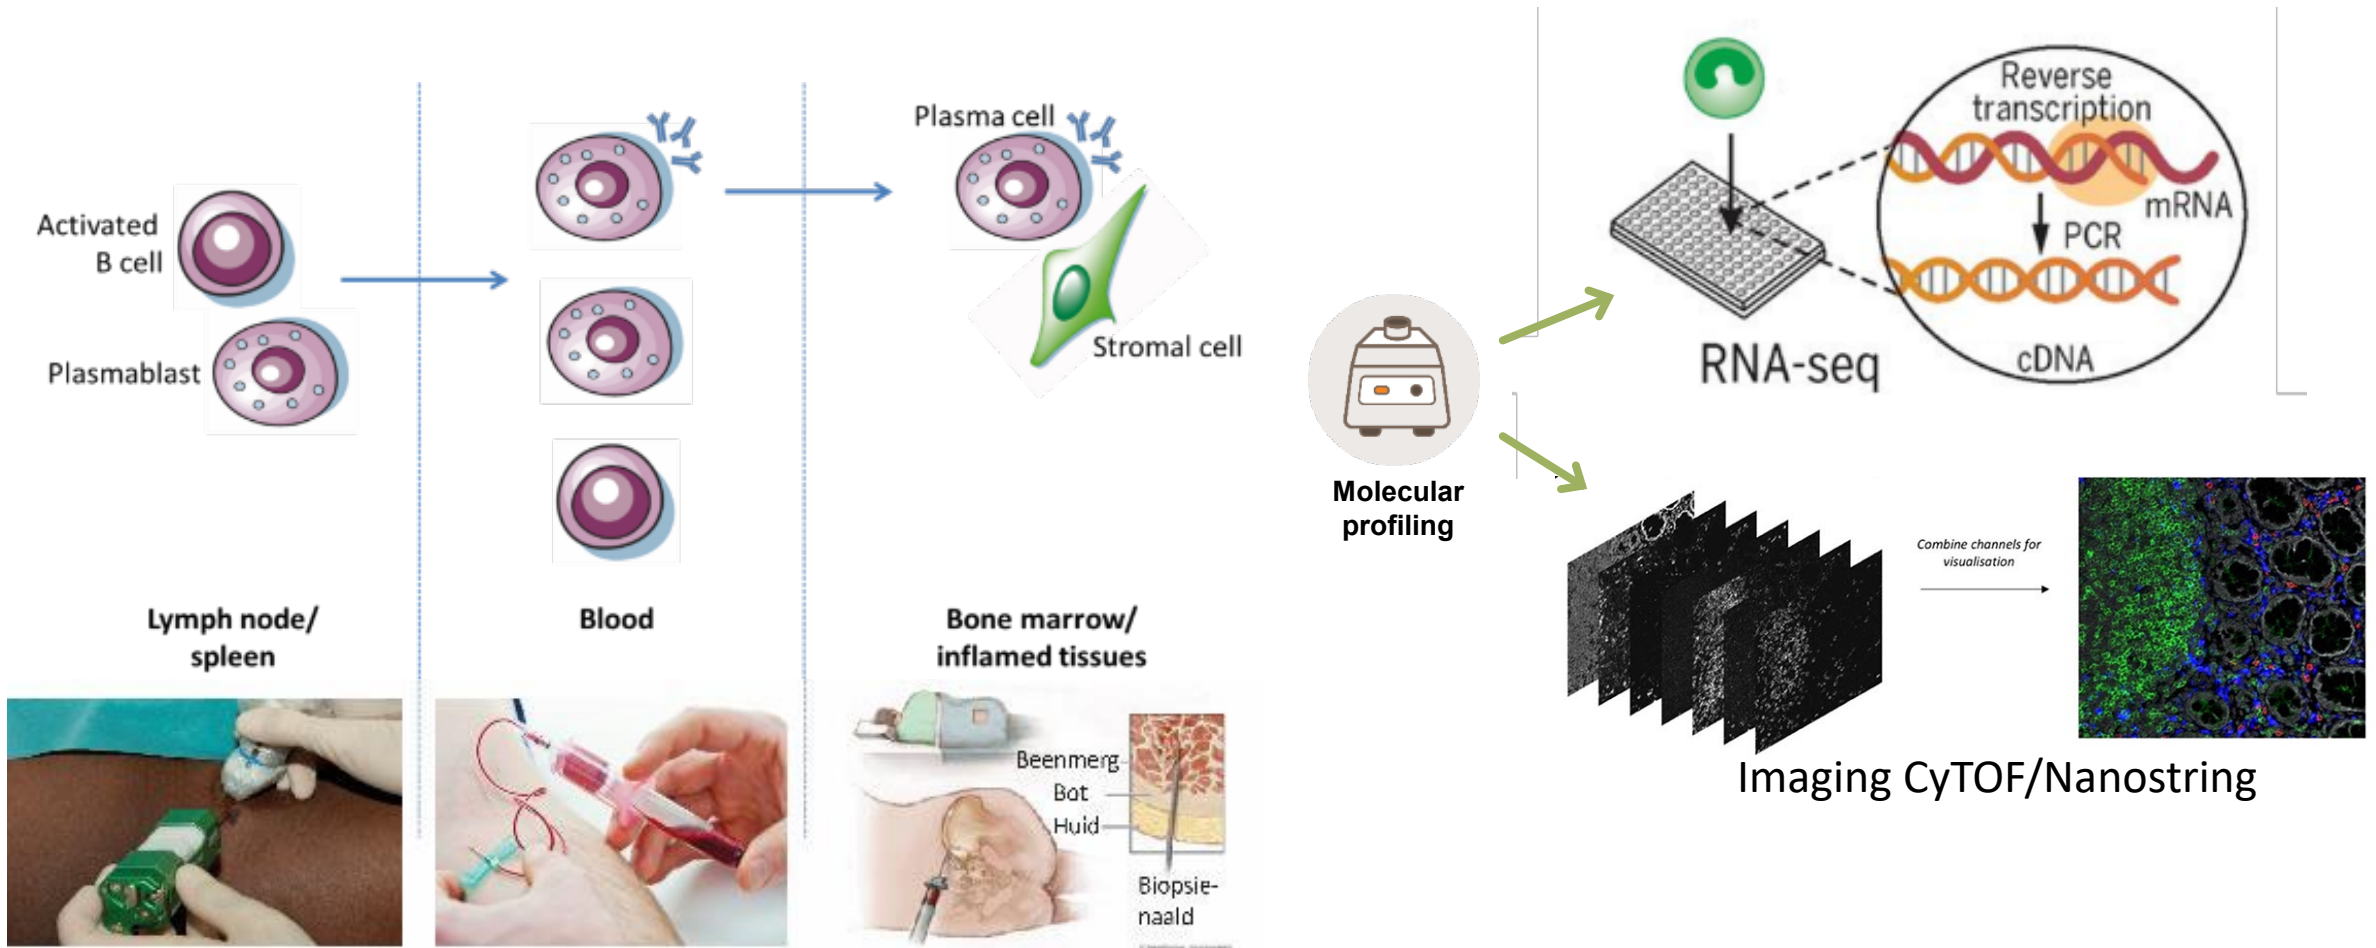 Activated
B cell
Plasmablast
Plasma cell
Stromal cell
Lymph node/
spleen
Blood
Bone marrow/
inflamed tissues
Beenmerg
Bot
Huid
Biopsie-
naald
Molecular
profiling
Reverse
transcription
mRNA
PCR
cDNA
RNA-seq
Combine channels for
visualisation
Imaging CyTOF/Nanostring